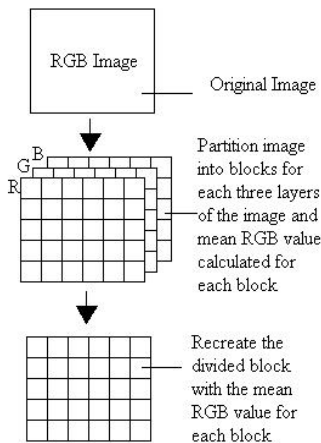 RGB Image
Original Image
B
G
R
Partition image
into blocks for
each three layers
of the image and
mean RGB value
calculated for
each block
Recreate the
divided block
with the mean
RGB value for
each block